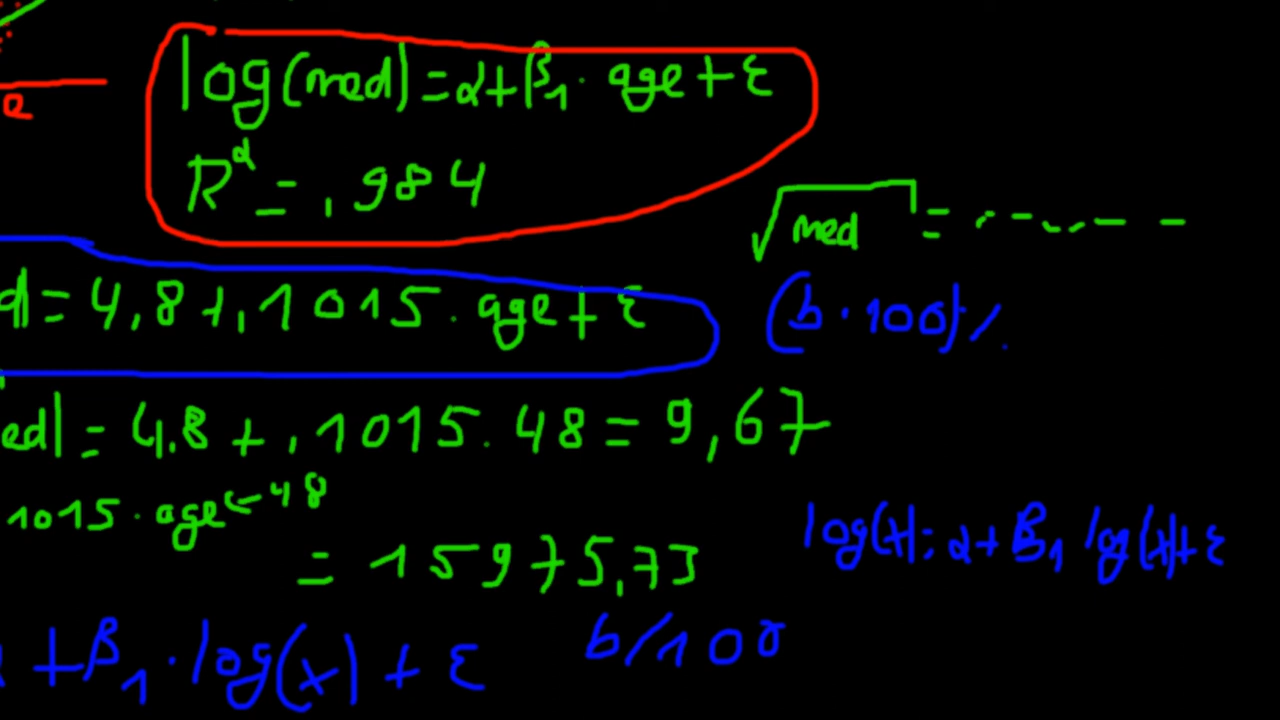 log(med) = α + β1 · age + ε
R² = ,984
e
√med = - - - - -
d = 4,8 + ,1015 · age + ε
(b · 100) %
ed) = 4.8 + ,1015 · 48 = 9,67
1015 · age ← 48
= 15975,73
log(x) = α + β1 log(x) + ε
+ β1 · log(x) + ε
b/100